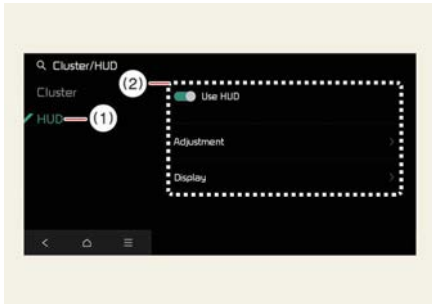 Cluster/HUD
Cluster
(2)
Use HUD
HUD
(1)
Adjustment
Display